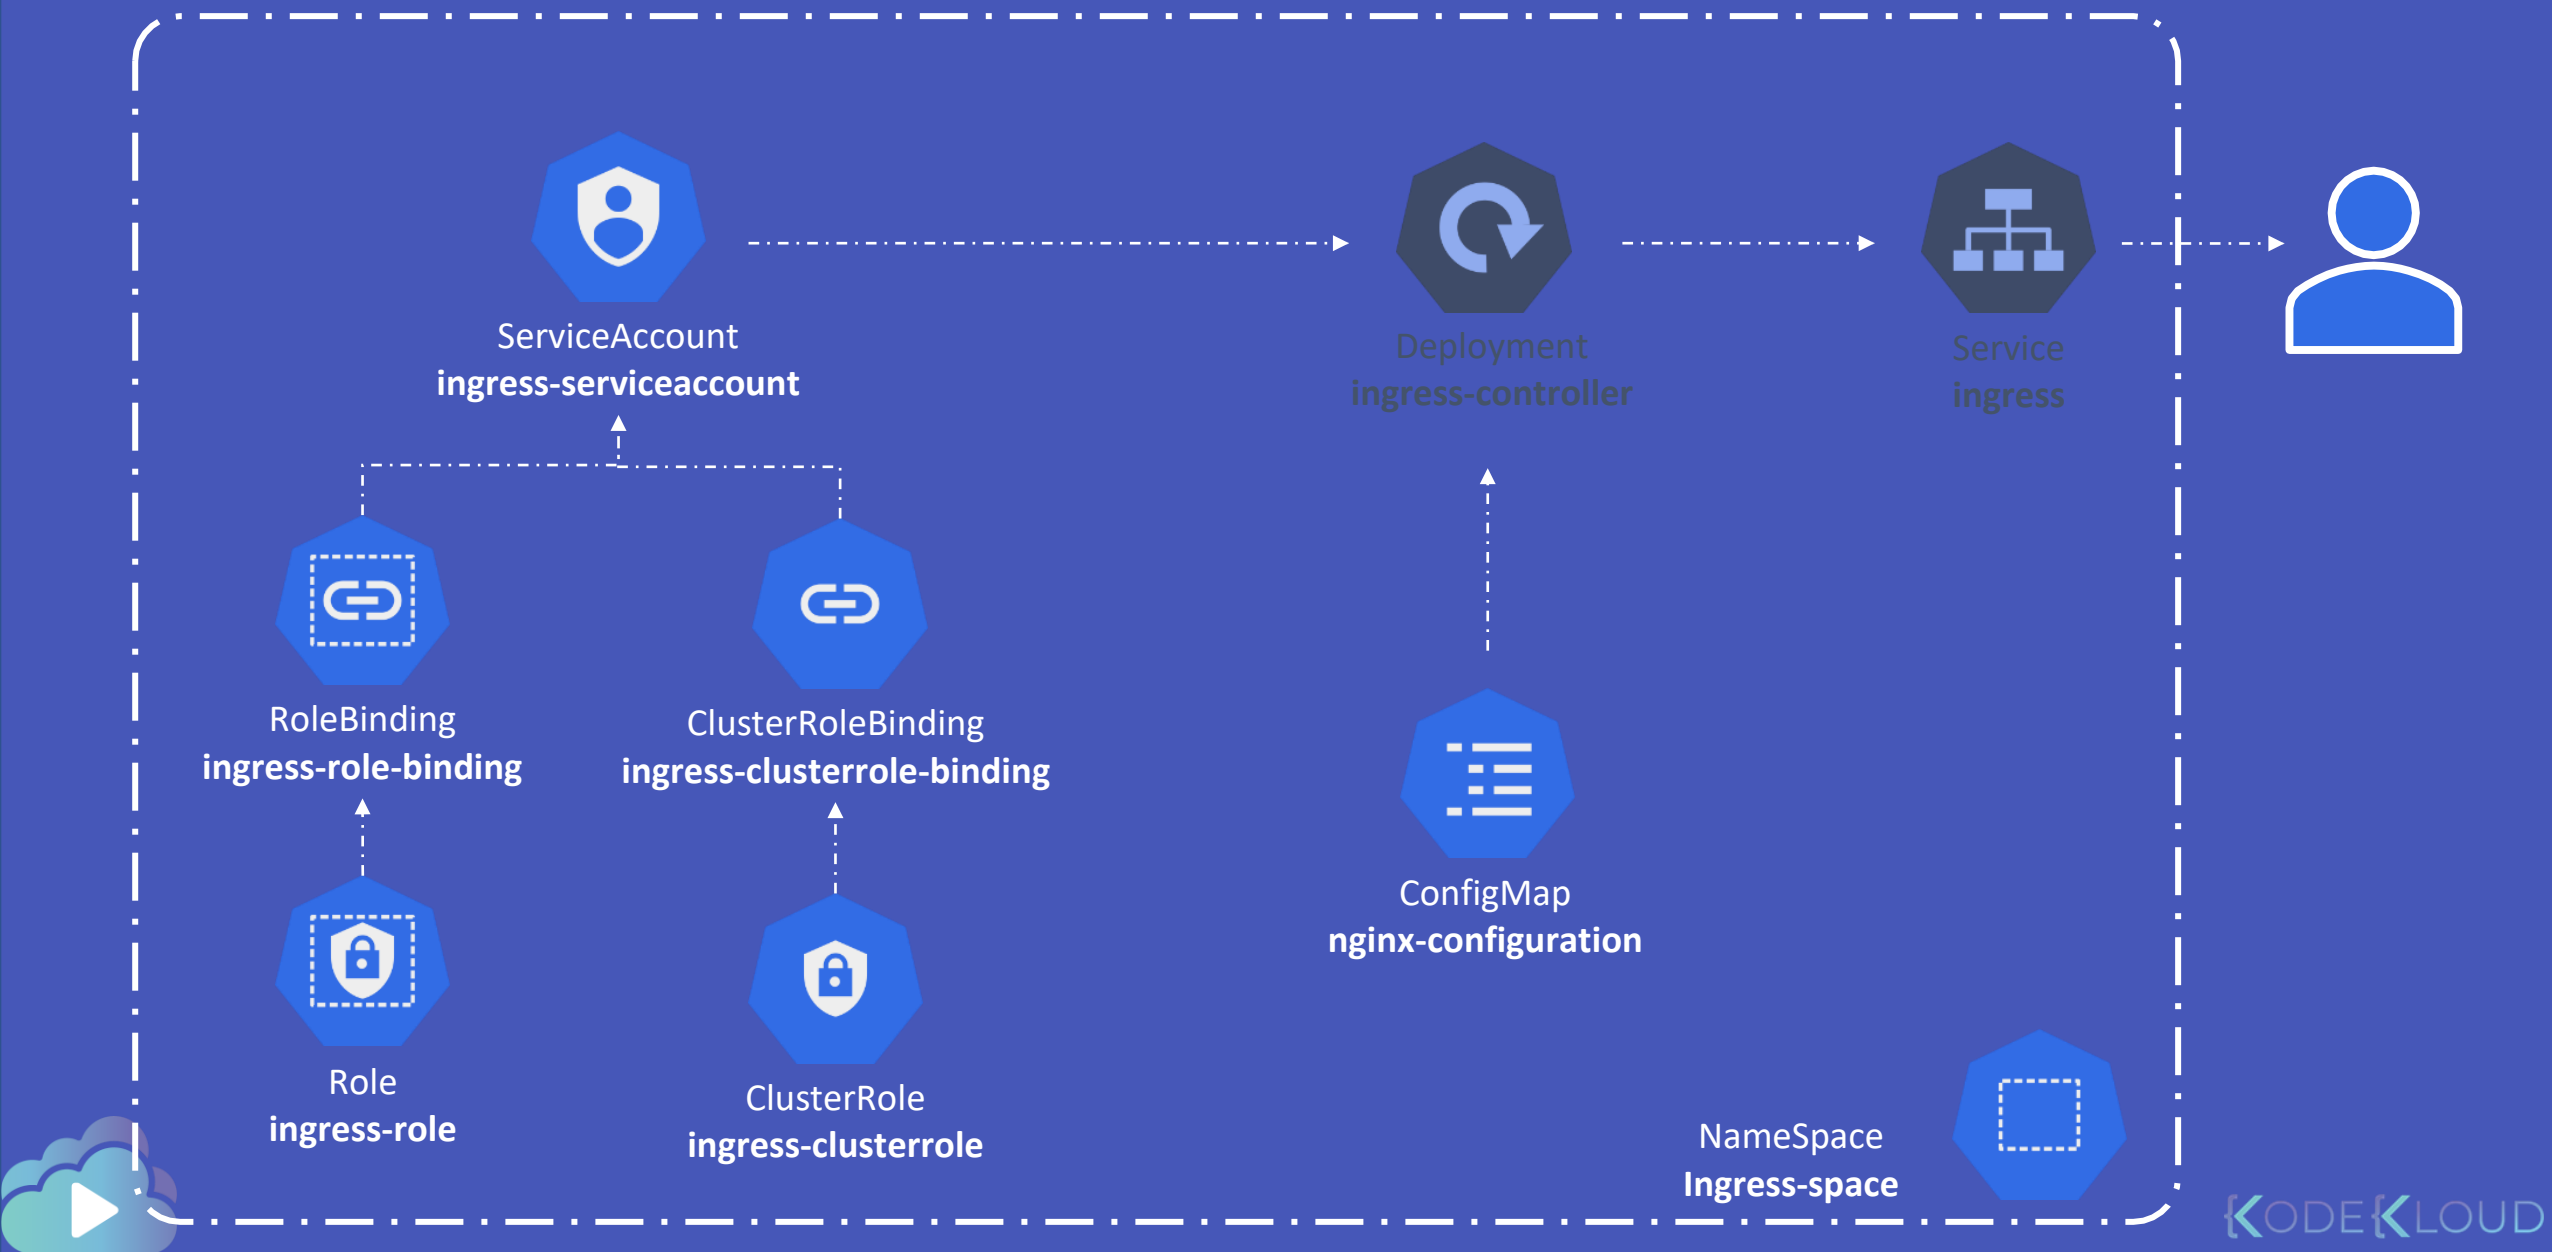 ServiceAccount
ingress-serviceaccount
Deployment
ingress-controller
Service
ingress
RoleBinding
ingress-role-binding
ClusterRoleBinding
ingress-clusterrole-binding
ConfigMap
nginx-configuration
Role
ingress-role
ClusterRole
ingress-clusterrole
NameSpace
Ingress-space
KODEKLOUD